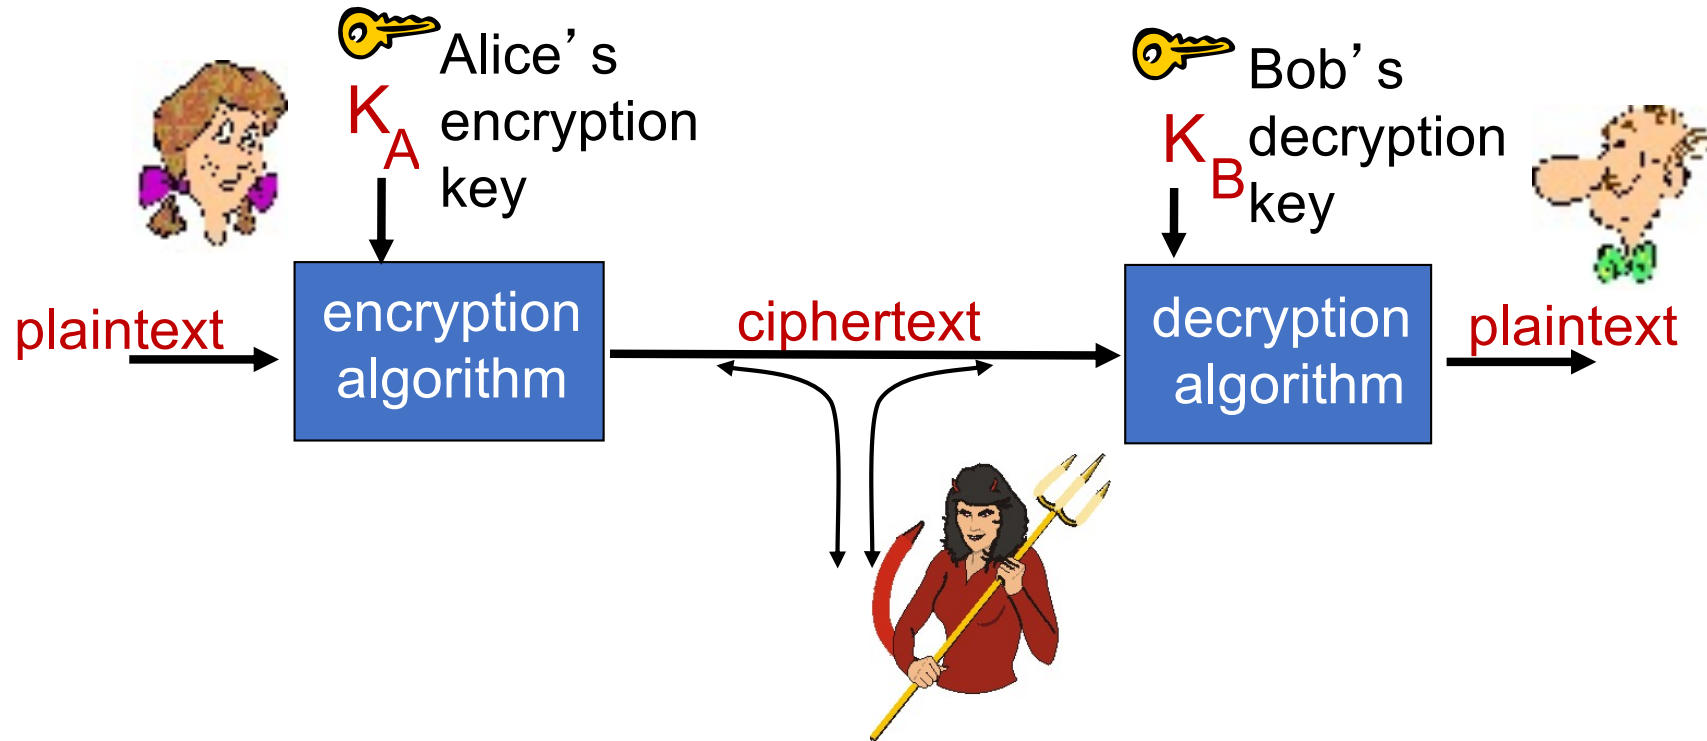 Alice’s
encryption
key
K A
Bob’s
decryption
key
K B
plaintext
encryption
algorithm
ciphertext
decryption
algorithm
plaintext